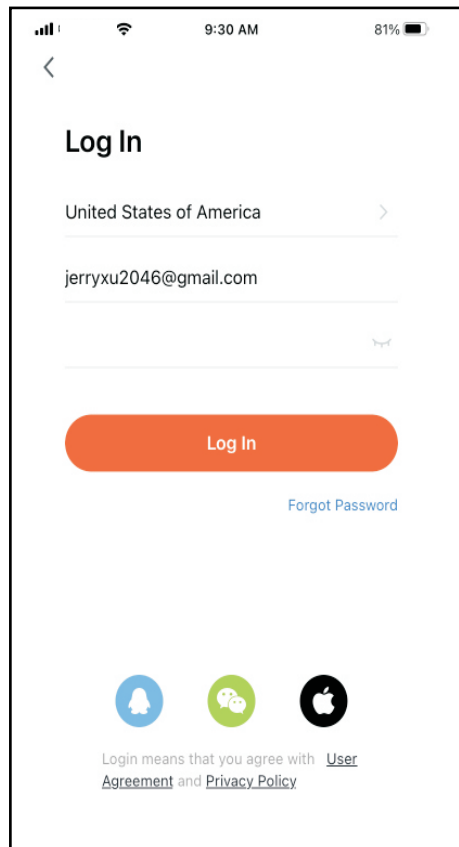 9:30 AM
81%
Log In
United States of America
jerryxu2046@gmail.com
Log In
Forgot Password
Login means that you agree with User
Agreement and Privacy Policy